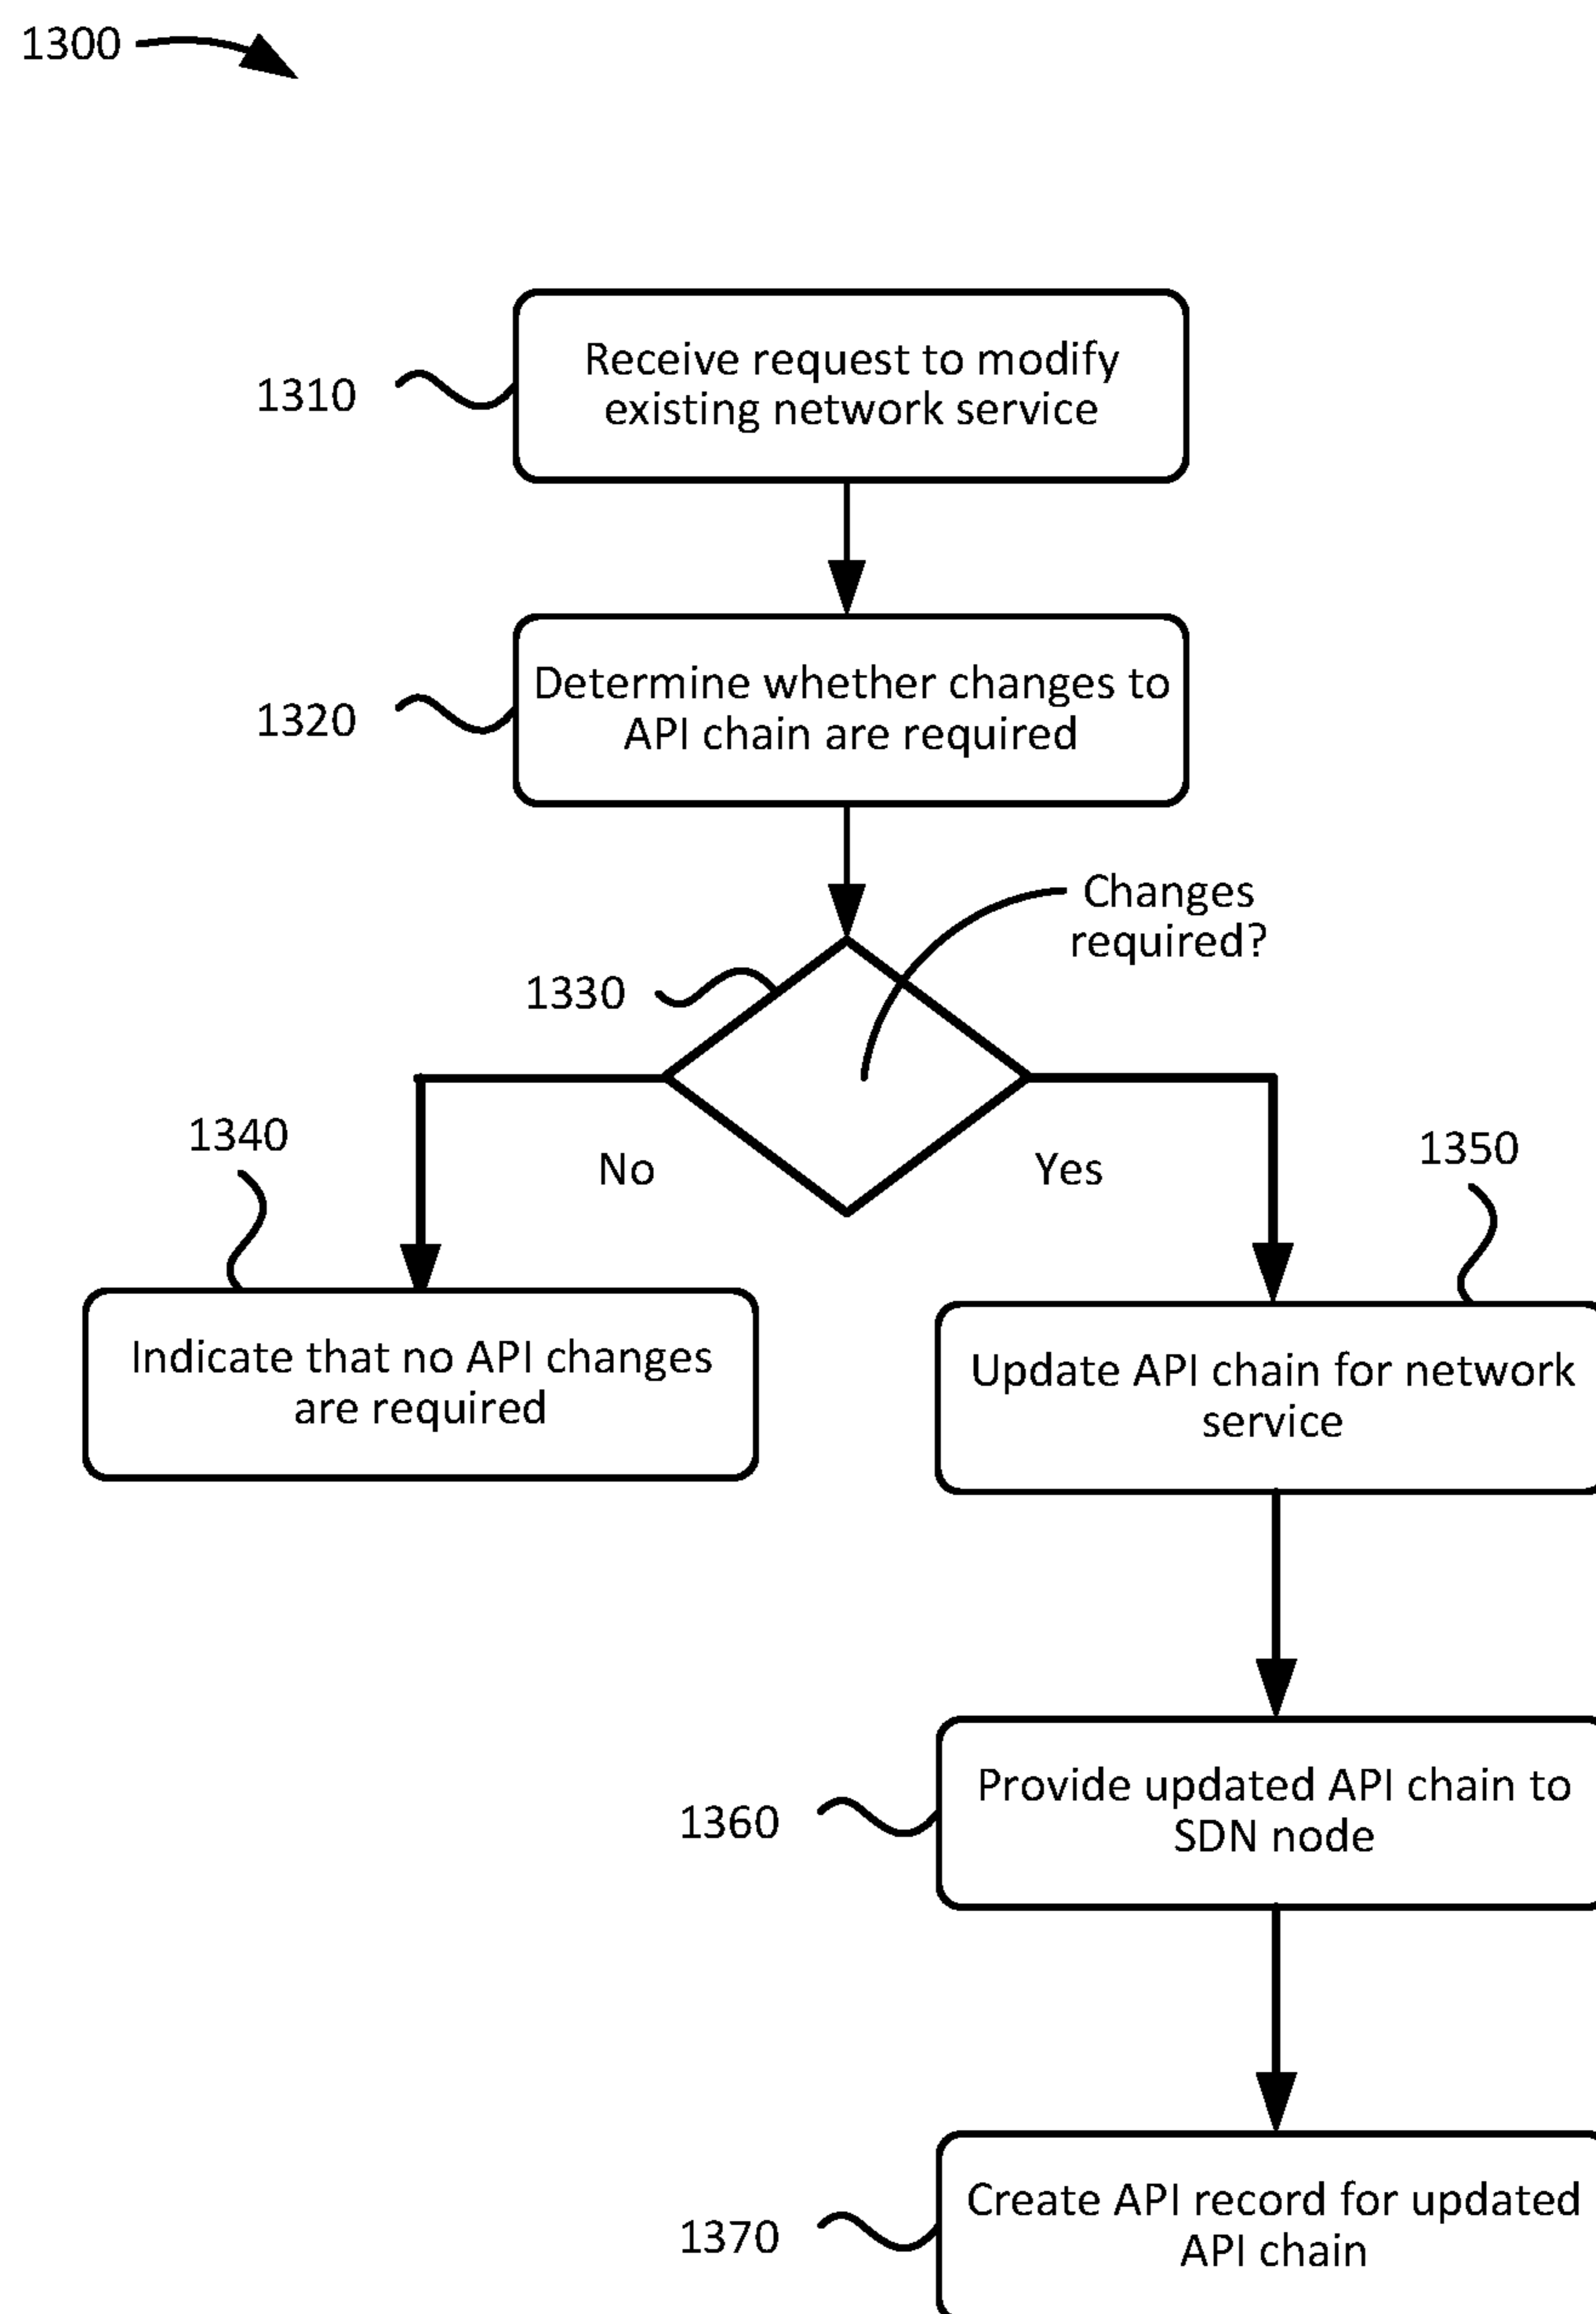 1300
Receive request to modify
existing network service
1310
Determine whether changes to
API chain are required
1320
Changes
required?
1330
No
Yes
1340
1350
Indicate that no API changes
are required
Update API chain for network
service
Provide updated API chain to
SDN node
1360
Create API record for updated
API chain
1370